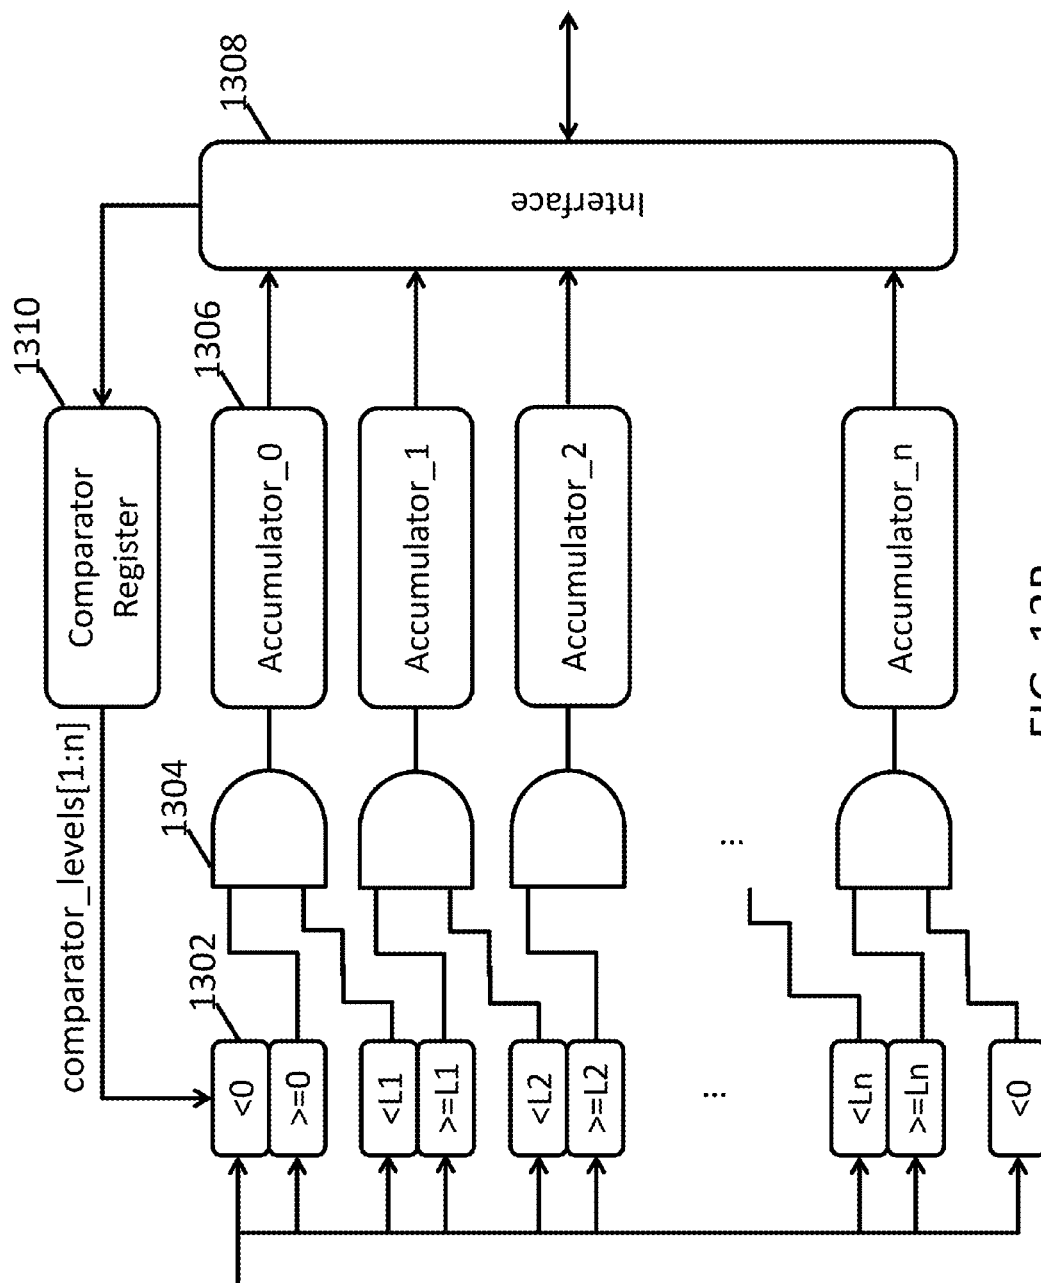 comparator_levels[1:n]
Comparator
Register
1310
1302
1304
1306
1308
<0
>=0
<L1
>=L1
<L2
>=L2
...
<Ln
>=Ln
<0
...
Accumulator_0
Accumulator_1
Accumulator_2
Accumulator_n
Interface